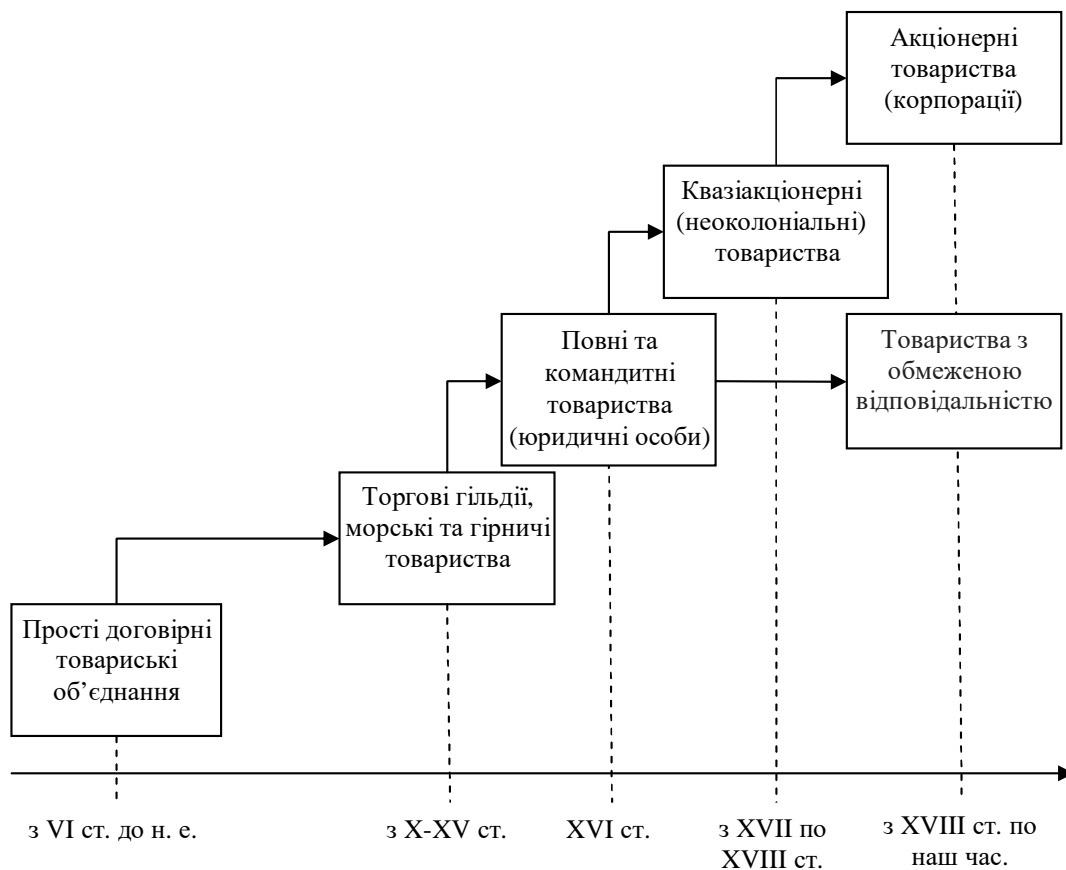 Акціонерні
товариства
(корпорації)
Квазіакціонерні
(неоколоніальні)
товариства
Повні та
командитні
товариства
(юридичні особи)
Товариства з
обмеженою
відповідальністю
Торгові гільдії,
морські та гірничі
товариства
Прості договірні
товариські
об’єднання
з VI ст. до н. е.
з X-XV ст.
XVI ст.
з XVII по
XVIII ст.
з XVIII ст. по
наш час.